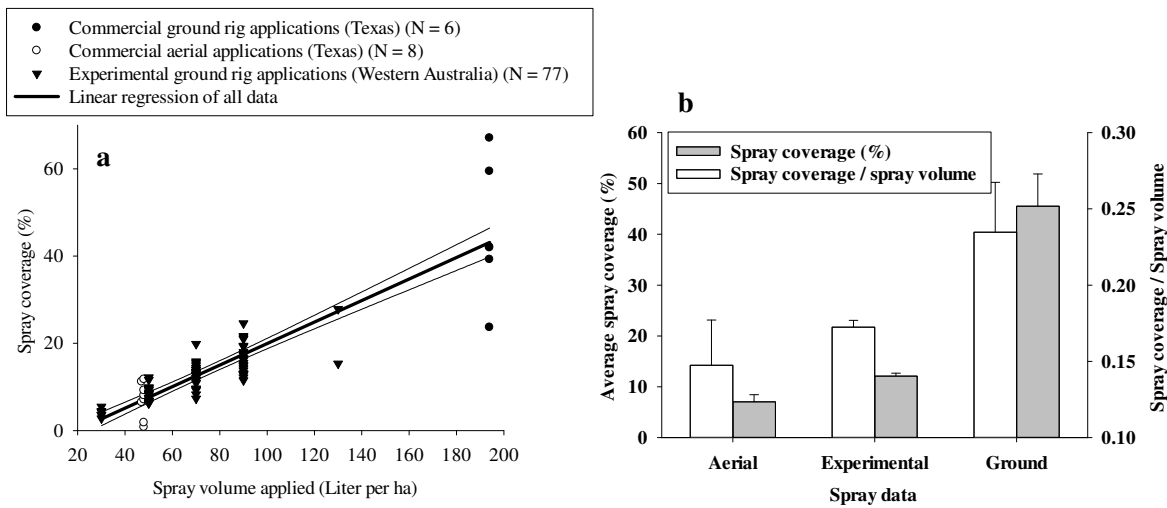 Commercial ground rig applications (Texas) (N = 6)
Commercial aerial applications (Texas) (N = 8)
Experimental ground rig applications (Western Australia) (N = 77)
Linear regression of all data
a
Spray coverage (%)
60
40
20
0
20 40 60 80 100 120 140 160 180 200
Spray volume applied (Liter per ha)
b
Spray coverage (%)
Spray coverage / spray volume
Average spray coverage (%)
60
50
40
30
20
10
0
0.30
0.25
0.20
0.15
0.10
Spray coverage / Spray volume
Aerial Experimental Ground
Spray data